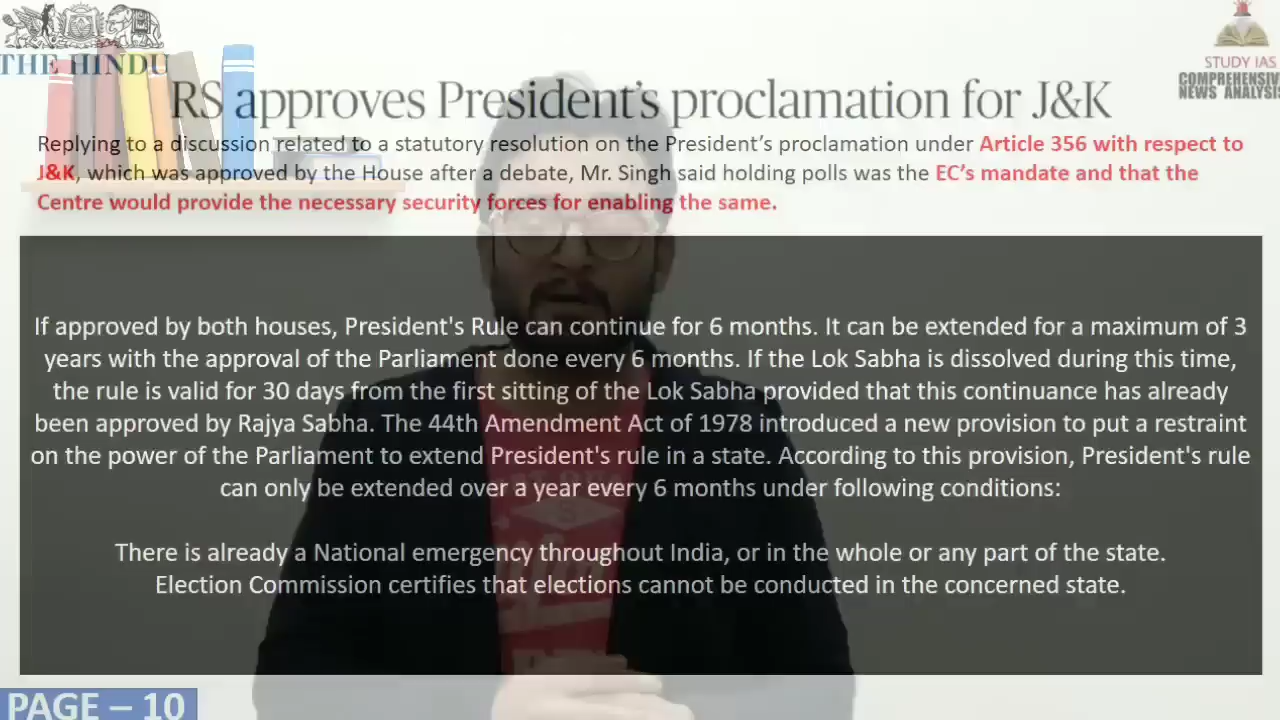 THE HINDU
STUDY IAS
COMPREHENSIV
NEWS ANALYSIS
RS approves President's proclamation for J&K
Replying to a discussion related to a statutory resolution on the President's proclamation under Article 356 with respect to
J&K, which was approved by the House after a debate, Mr. Singh said holding polls was the EC's mandate and that the
Centre would provide the necessary security forces for enabling the same.
If approved by both houses, President's Rule can continue for 6 months. It can be extended for a maximum of 3
years with the approval of the Parliament done every 6 months. If the Lok Sabha is dissolved during this time,
the rule is valid for 30 days from the first sitting of the Lok Sabha provided that this continuance has already
been approved by Rajya Sabha. The 44th Amendment Act of 1978 introduced a new provision to put a restraint
on the power of the Parliament to extend President's rule in a state. According to this provision, President's rule
can only be extended over a year every 6 months under following conditions:
There is already a National emergency throughout India, or in the whole or any part of the state.
Election Commission certifies that elections cannot be conducted in the concerned state.
PAGE – 10